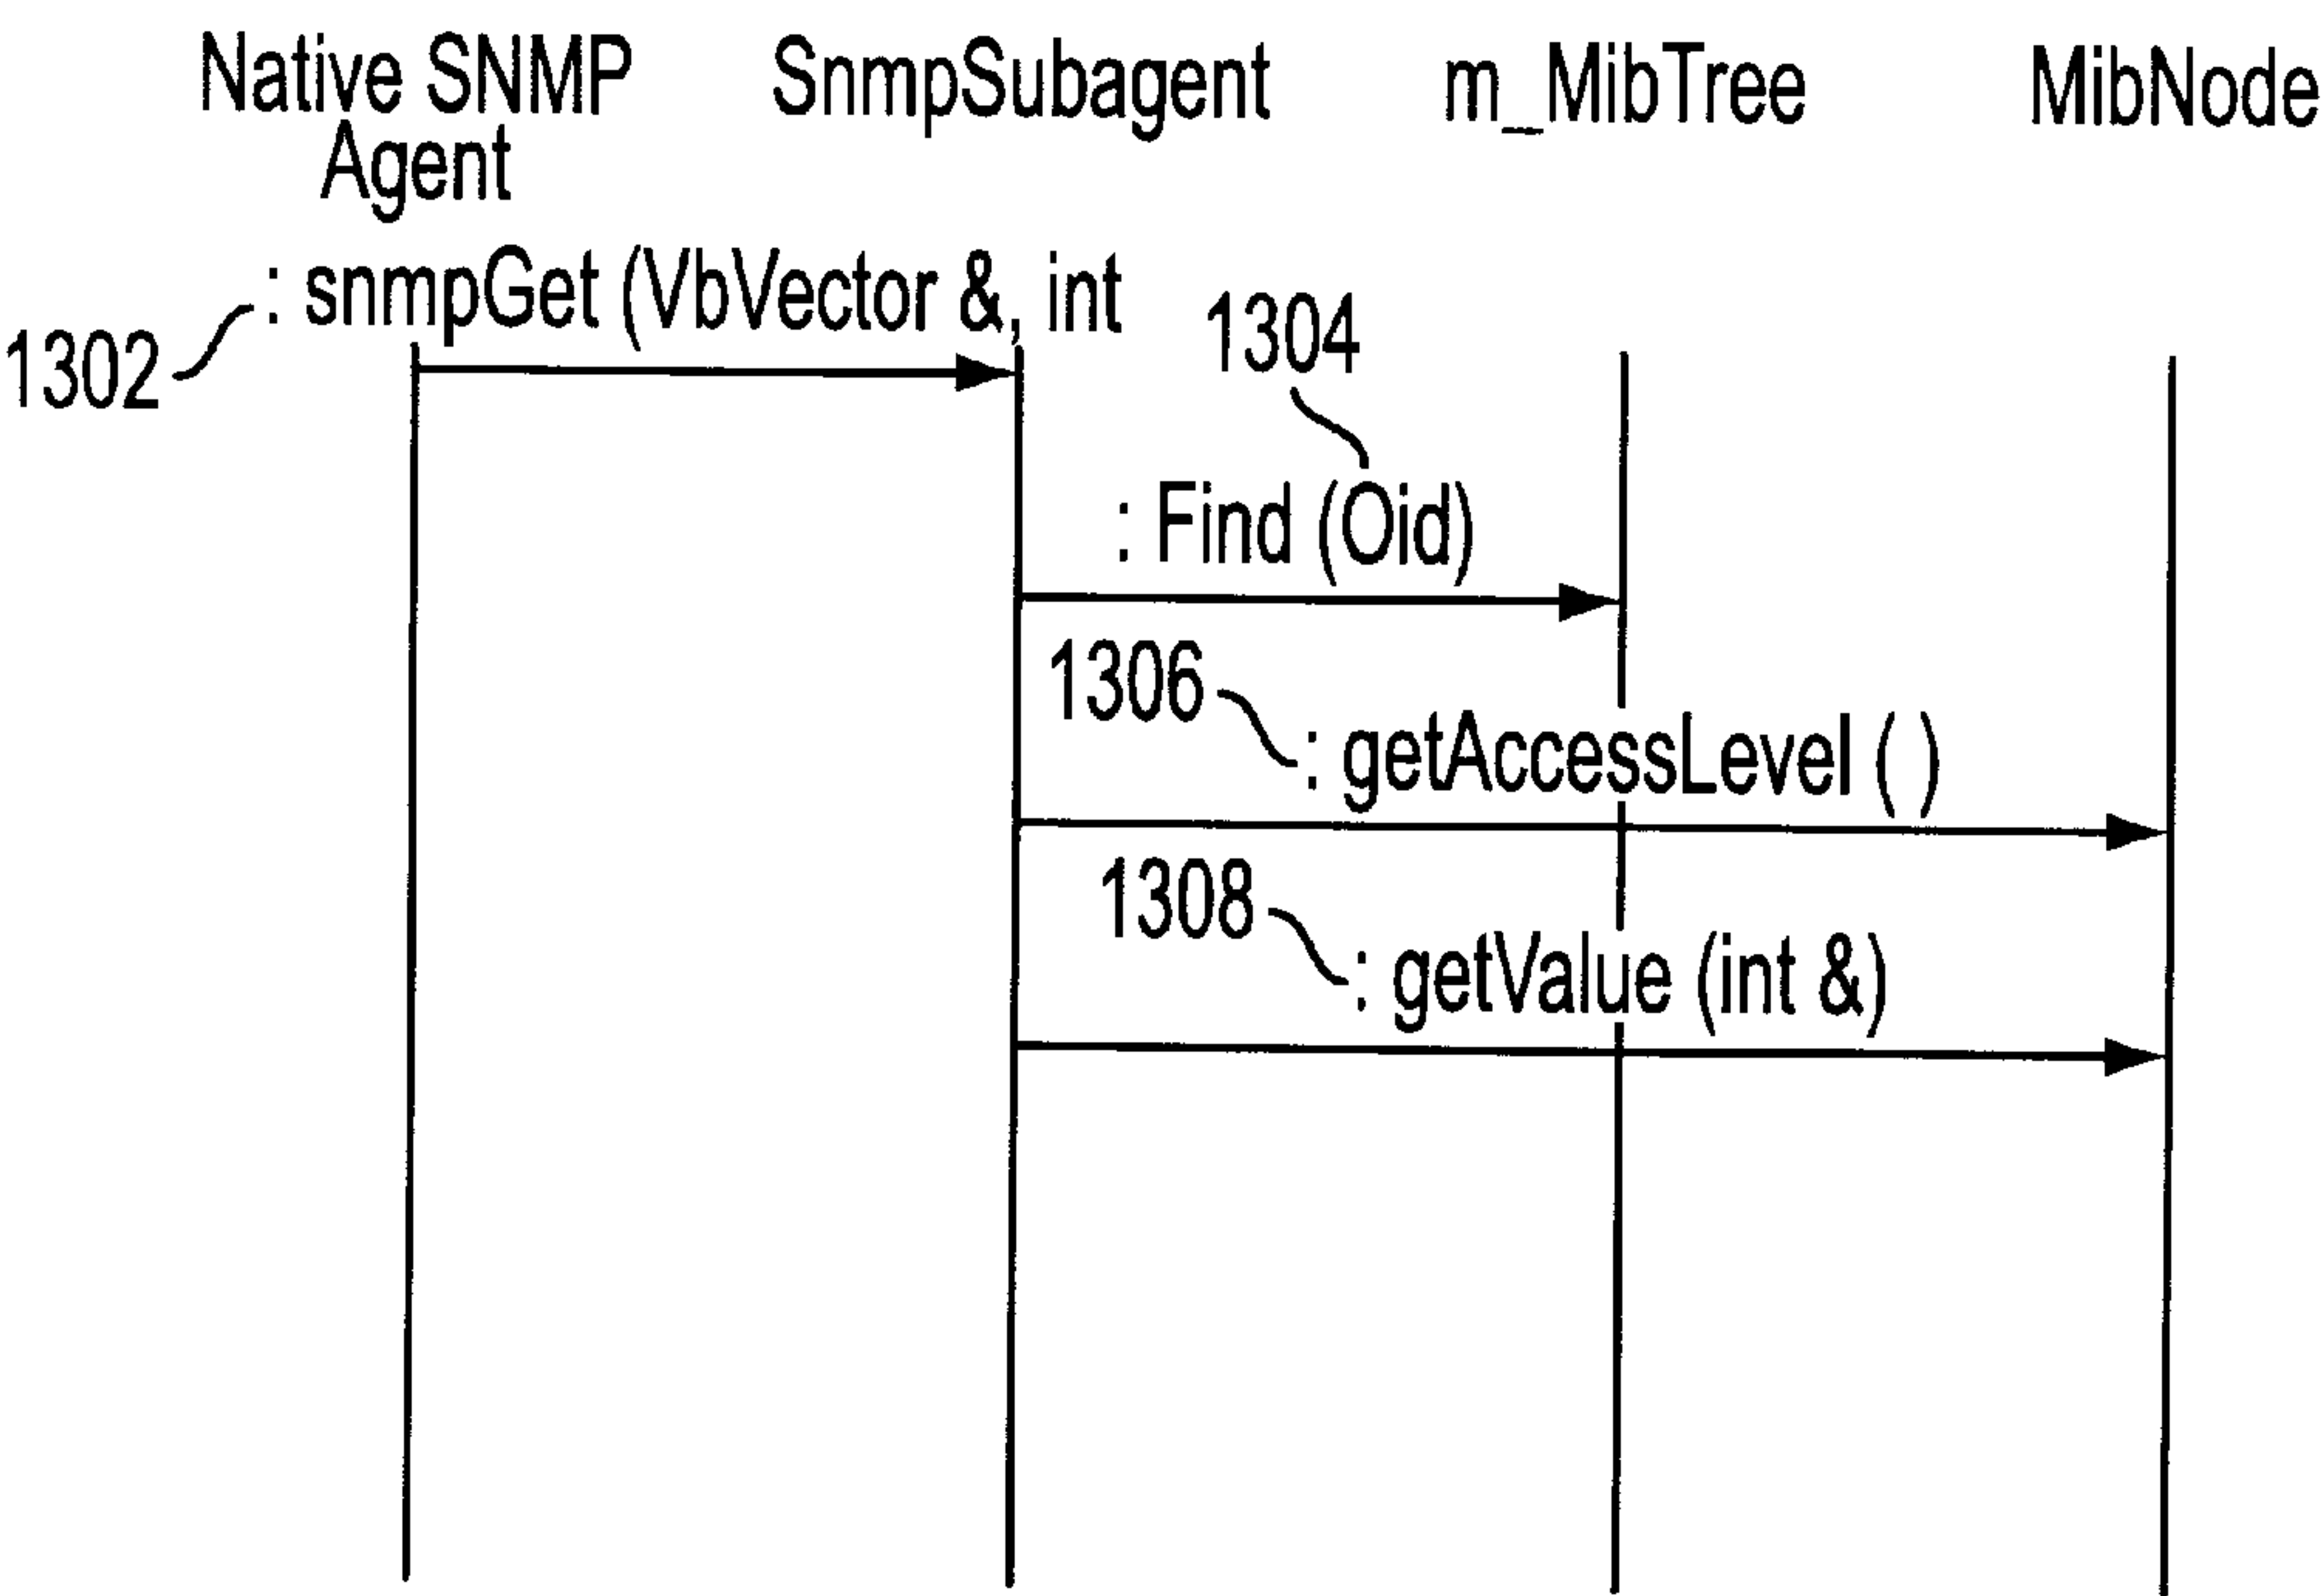 Native SNMP Agent
SnmpSubagent
m_MibTree
MibNode
: snmpGet (VbVector &, int
1302
1304
: Find (Oid)
1306
: getAccessLevel ( )
1308
: getValue (int &)